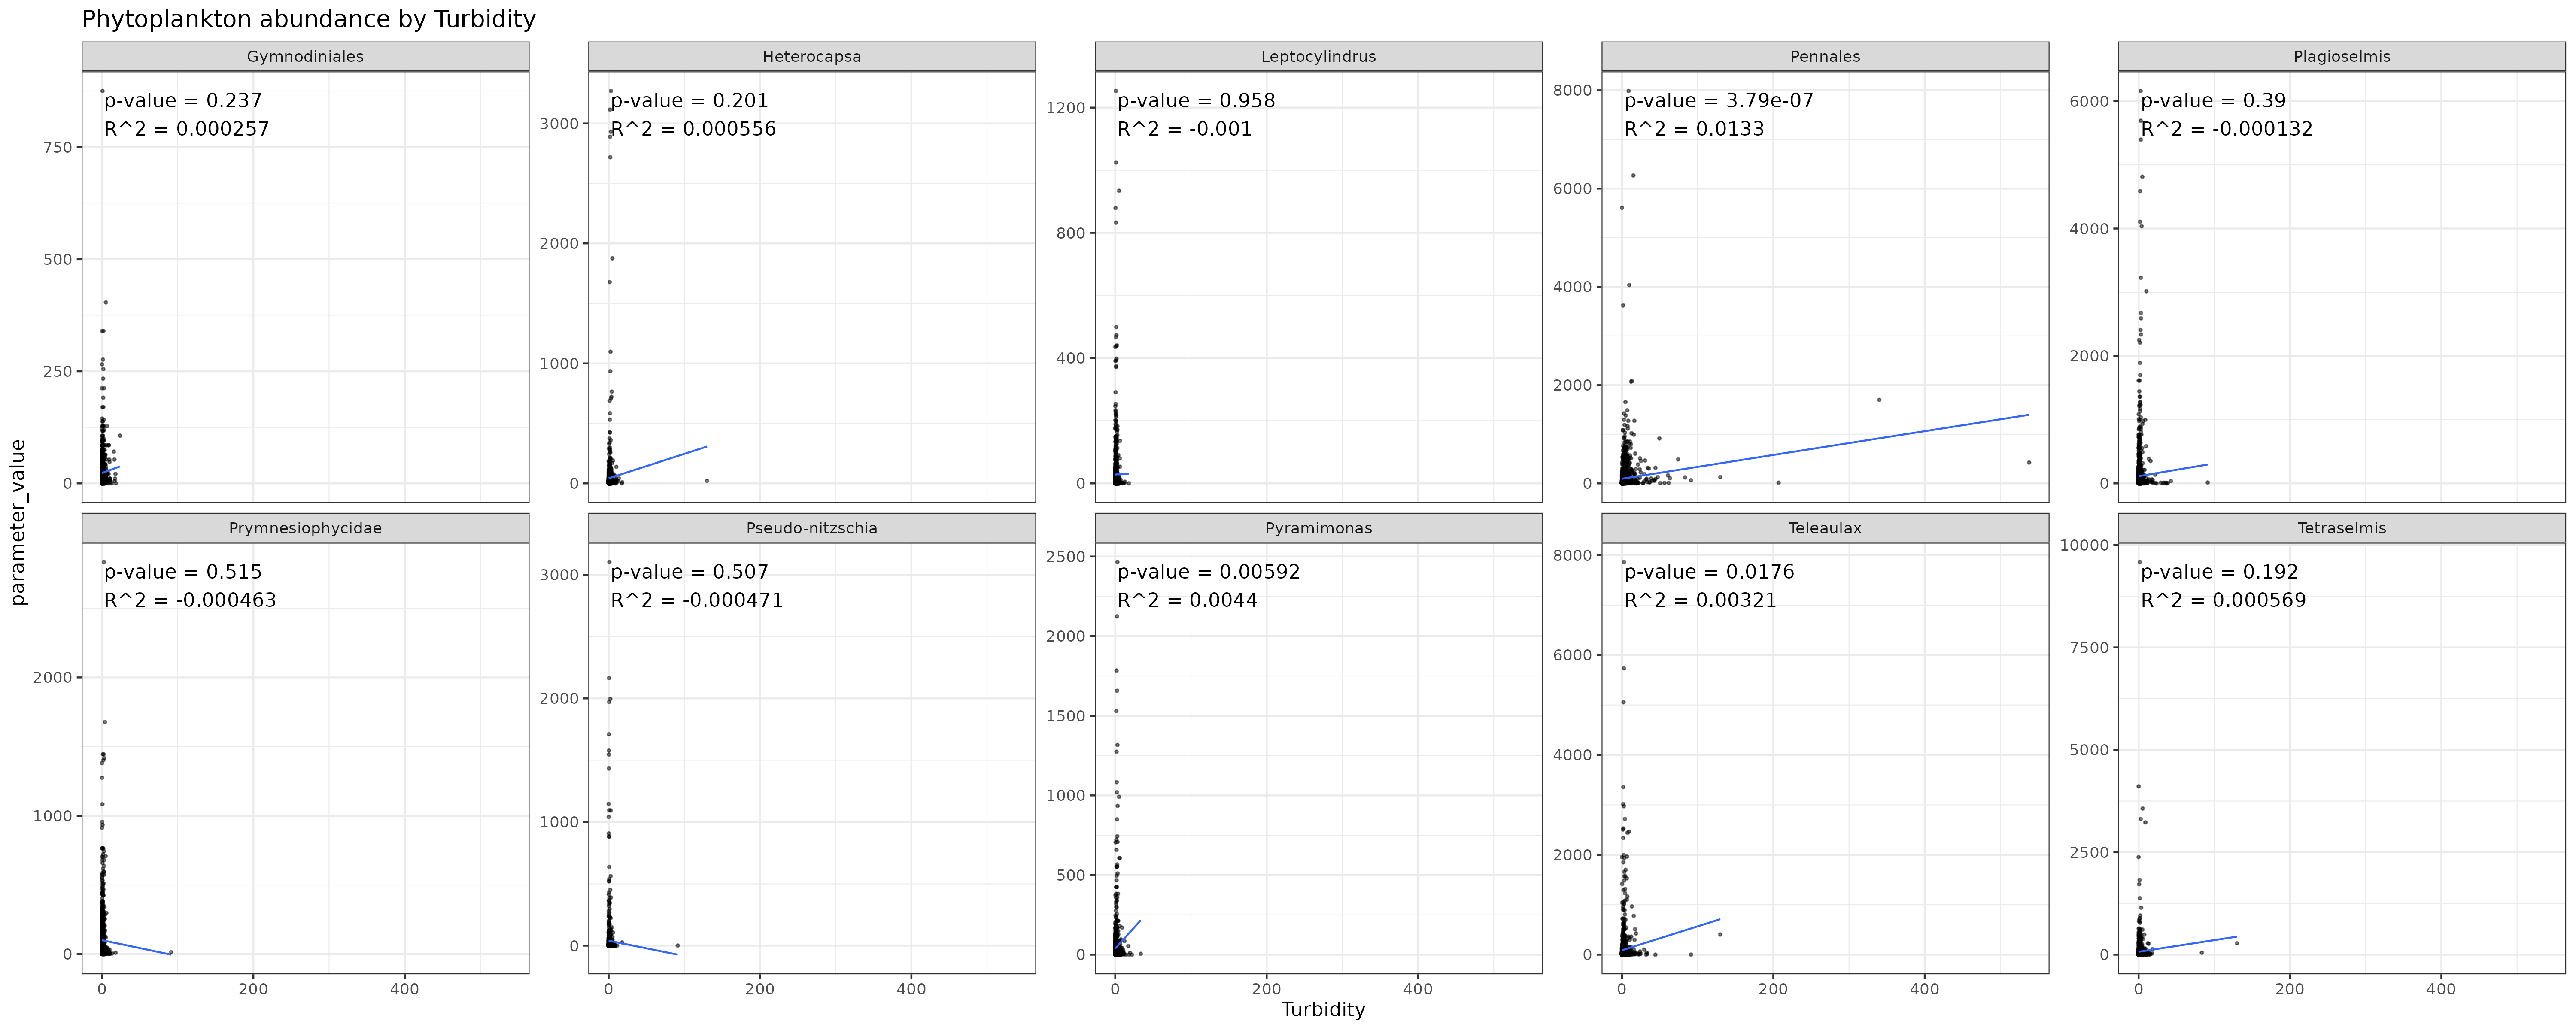 Phytoplankton abundance by Turbidity
Gymnodiniales
Heterocapsa
Leptocylindrus
Pennales
Plagioselmis
p-value = 0.237
R^2 = 0.000257
750
500
250
0
p-value = 0.201
R^2 = 0.000556
3000
2000
1000
0
p-value = 0.958
R^2 = -0.001
1200
800
400
0
p-value = 3.79e-07
R^2 = 0.0133
8000
6000
4000
2000
0
p-value = 0.39
R^2 = -0.000132
6000
4000
2000
0
parameter_value
Prymnesiophycidae
Pseudo-nitzschia
Pyramimonas
Teleaulax
Tetraselmis
p-value = 0.515
R^2 = -0.000463
2000
1000
0
p-value = 0.507
R^2 = -0.000471
3000
2000
1000
0
p-value = 0.00592
R^2 = 0.0044
2500
2000
1500
1000
500
0
p-value = 0.0176
R^2 = 0.00321
8000
6000
4000
2000
0
p-value = 0.192
R^2 = 0.000569
10000
7500
5000
2500
0
0 200 400
0 200 400
0 200 400
0 200 400
0 200 400
Turbidity